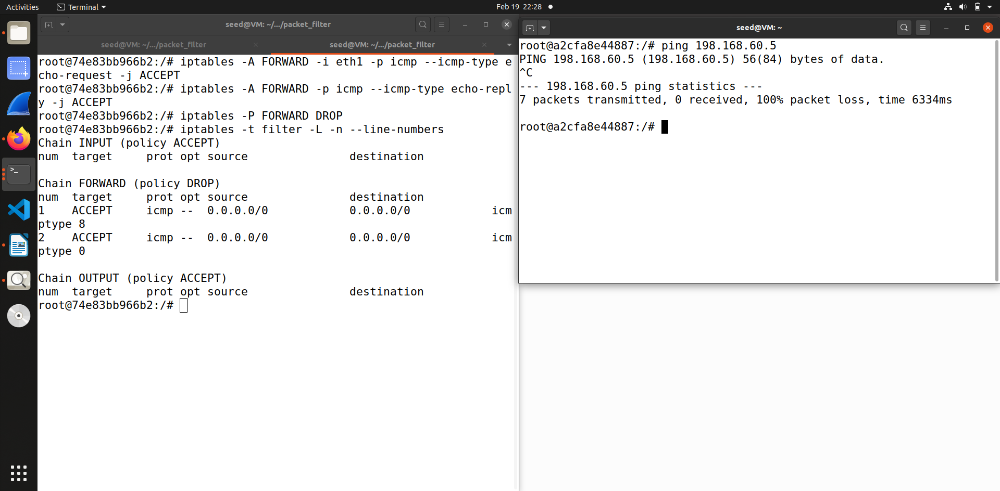 Activities
Terminal
Feb 19 22:28
seed@VM: ~/.../packet_filter
seed@VM: ~/.../packet_filter
seed@VM: ~/.../packet_filter
root@74e83bb966b2:/# iptables -A FORWARD -i eth1 -p icmp --icmp-type e
cho-request -j ACCEPT
root@74e83bb966b2:/# iptables -A FORWARD -p icmp --icmp-type echo-repl
y -j ACCEPT
root@74e83bb966b2:/# iptables -P FORWARD DROP
root@74e83bb966b2:/# iptables -t filter -L -n --line-numbers
Chain INPUT (policy ACCEPT)
num  target     prot opt source               destination
Chain FORWARD (policy DROP)
num  target     prot opt source               destination
1    ACCEPT     icmp --  0.0.0.0/0            0.0.0.0/0            icm
ptype 8
2    ACCEPT     icmp --  0.0.0.0/0            0.0.0.0/0            icm
ptype 0
Chain OUTPUT (policy ACCEPT)
num  target     prot opt source               destination
root@74e83bb966b2:/#
seed@VM: ~
root@a2cfa8e44887:/# ping 198.168.60.5
PING 198.168.60.5 (198.168.60.5) 56(84) bytes of data.
^C
--- 198.168.60.5 ping statistics ---
7 packets transmitted, 0 received, 100% packet loss, time 6334ms
root@a2cfa8e44887:/#